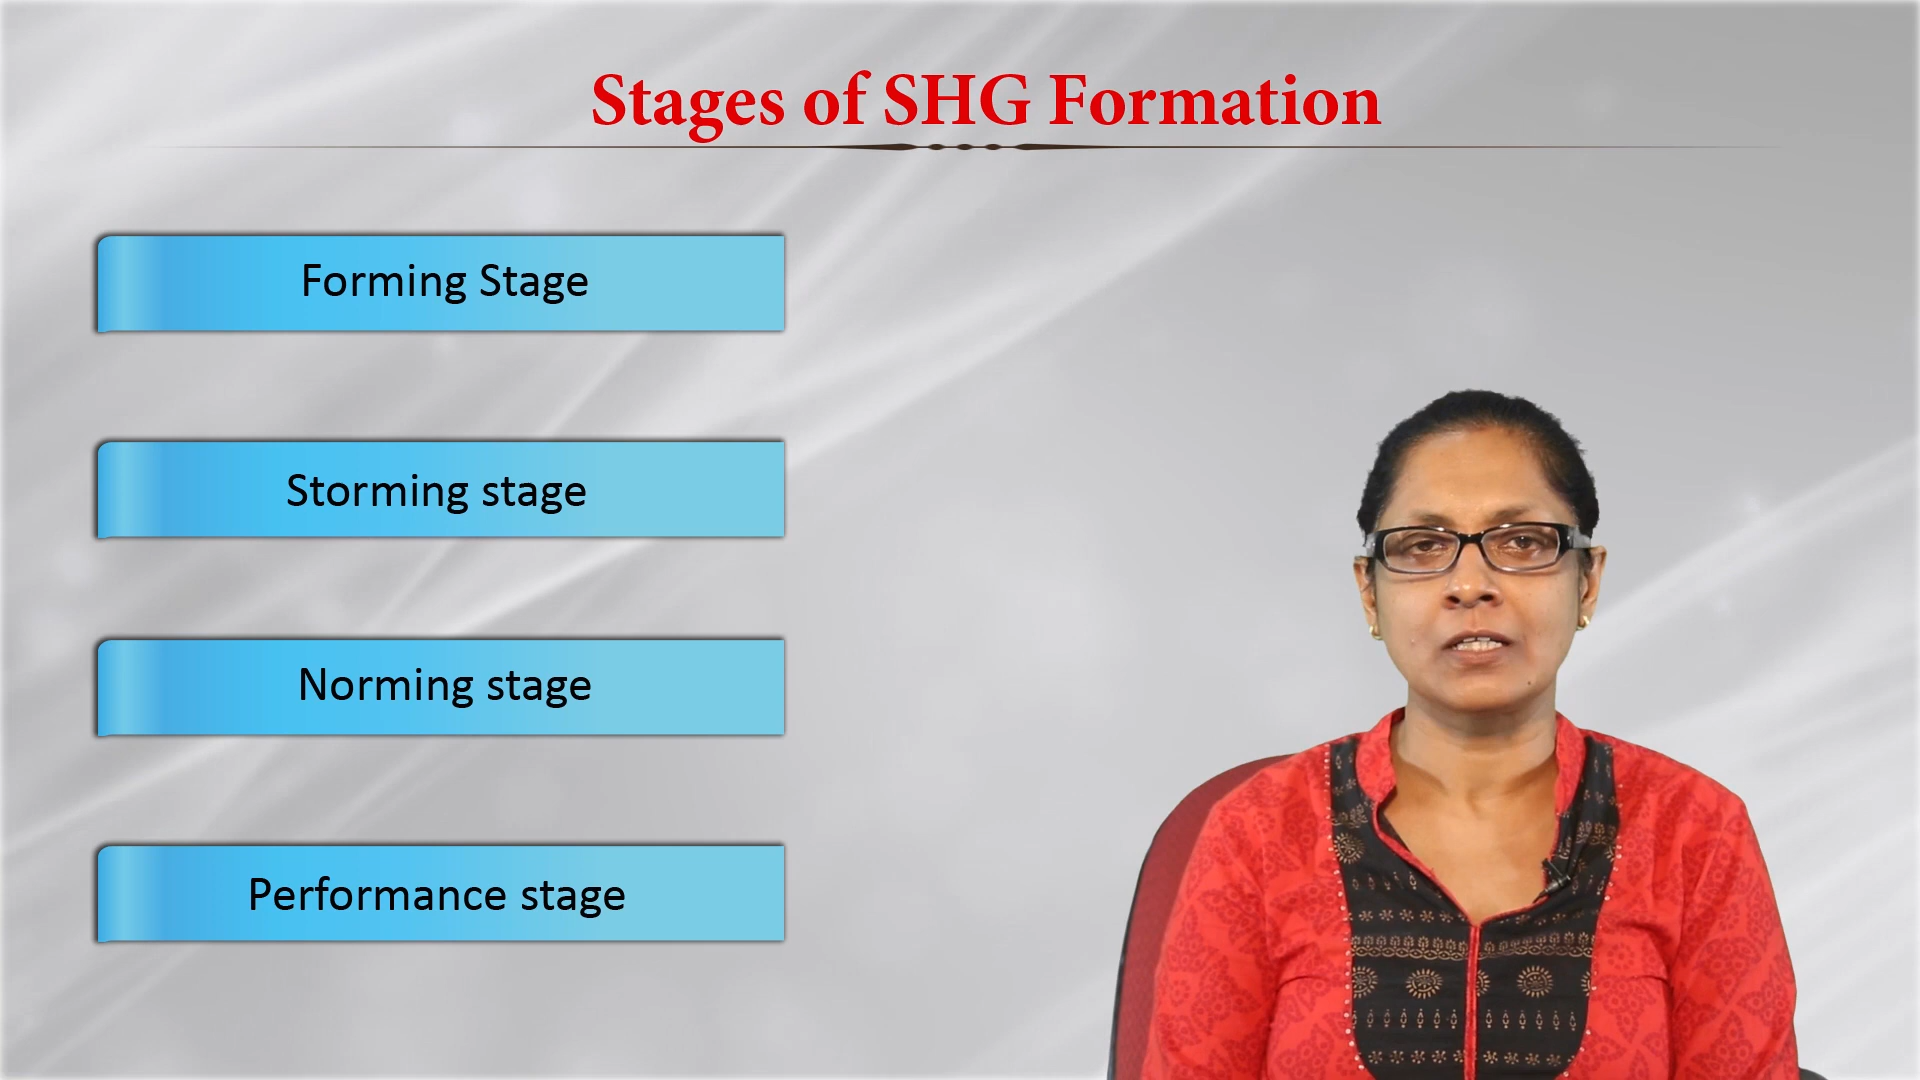 Stages of SHG Formation
Forming Stage
Storming stage
Norming stage
Performance stage